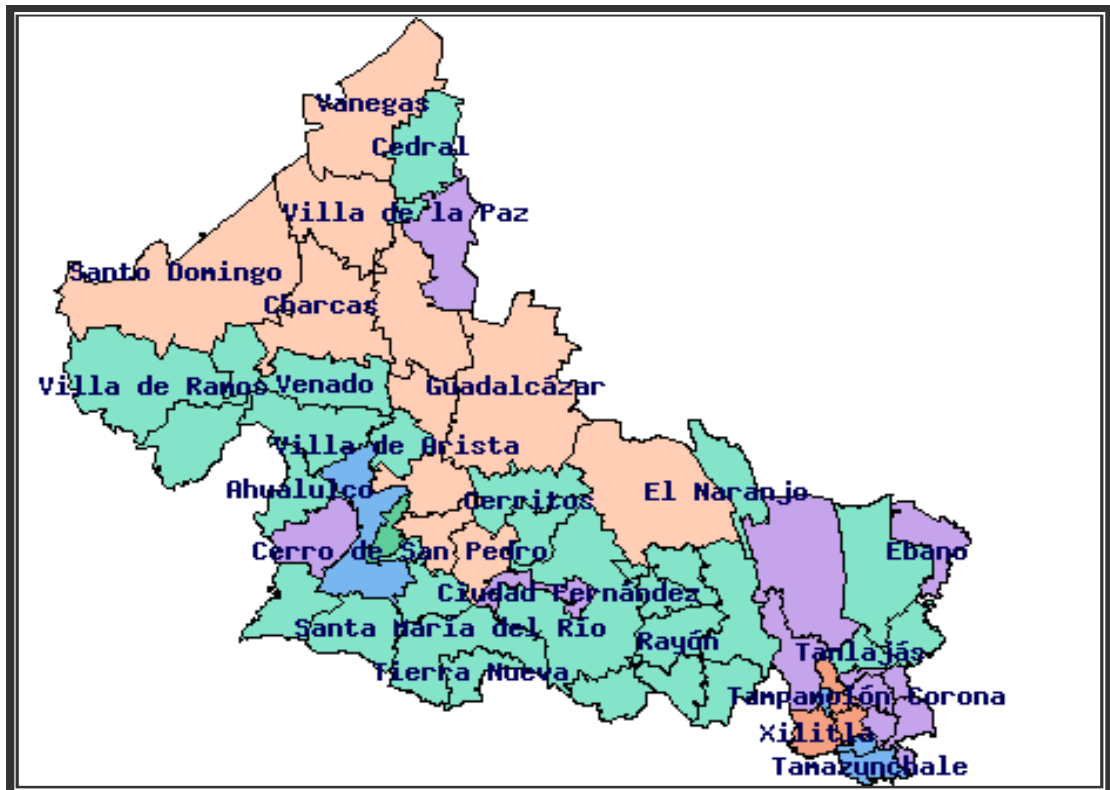 Vanegas
Cedral
Villa de la Paz
Santo Domingo
Charcas
Villa de Ramos
Venado
Guadalcázar
Villa de Arista
Ahualulco
Cerritos
El Naranjo
Cerro de San Pedro
Ebano
Ciudad Fernández
Santa María del Río
Rayón
Tanlajás
Tierra Nueva
Tampamolón Corona
Xilitla
Tamazunchale